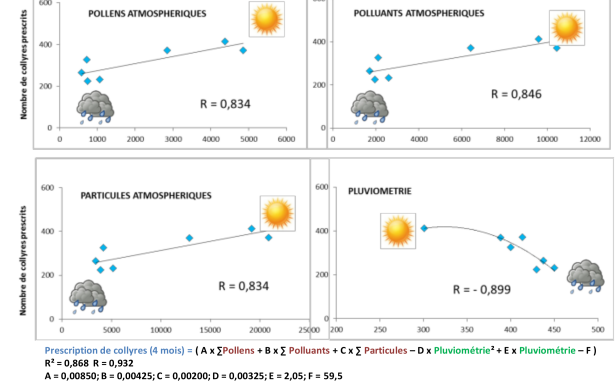 POLLENS ATMOSPHERIQUES
Nombre de collyres prescrits
600
400
200
0
R = 0,834
0 1000 2000 3000 4000 5000 6000
POLLUANTS ATMOSPHERIQUES
600
400
200
0
R = 0,846
0 2000 4000 6000 8000 10000 12000
PARTICULES ATMOSPHERIQUES
Nombre de collyres prescrits
600
400
200
0
R = 0,834
0 5000 10000 15000 20000 25000
PLUVIOMETRIE
600
400
200
0
R = - 0,899
200 250 300 350 400 450 500
Prescription de collyres (4 mois) = ( A x ∑Pollens + B x ∑ Polluants + C x ∑ Particules – D x Pluviométrie² + E x Pluviométrie – F )
R² = 0,868 R = 0,932
A = 0,00850; B = 0,00425; C = 0,00200; D = 0,00325; E = 2,05; F = 59,5